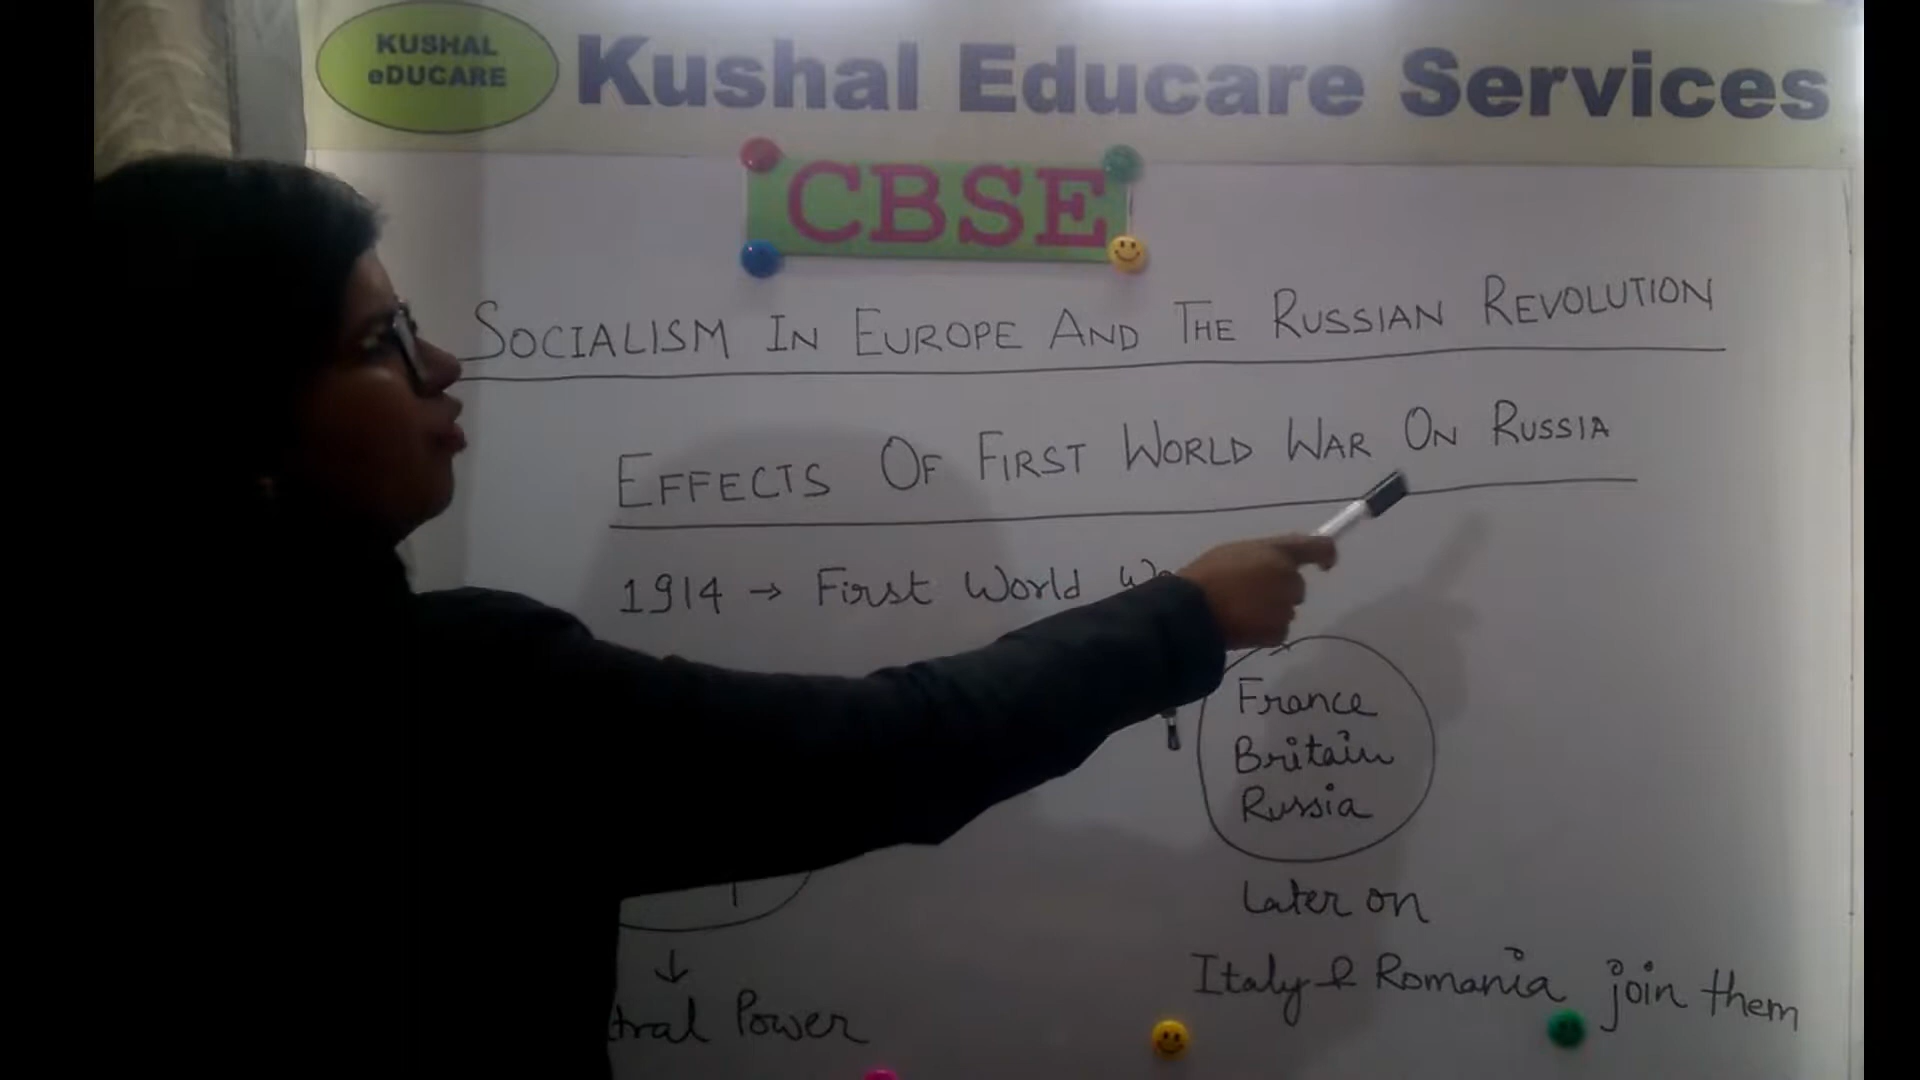 KUSHAL
eDUCARE
Kushal Educare Services
CBSE
SOCIALISM IN EUROPE AND THE RUSSIAN REVOLUTION
EFFECTS OF FIRST WORLD WAR ON RUSSIA
1914 → First World
France
Britain
Russia
Later on
Italy & Romania join them
Power